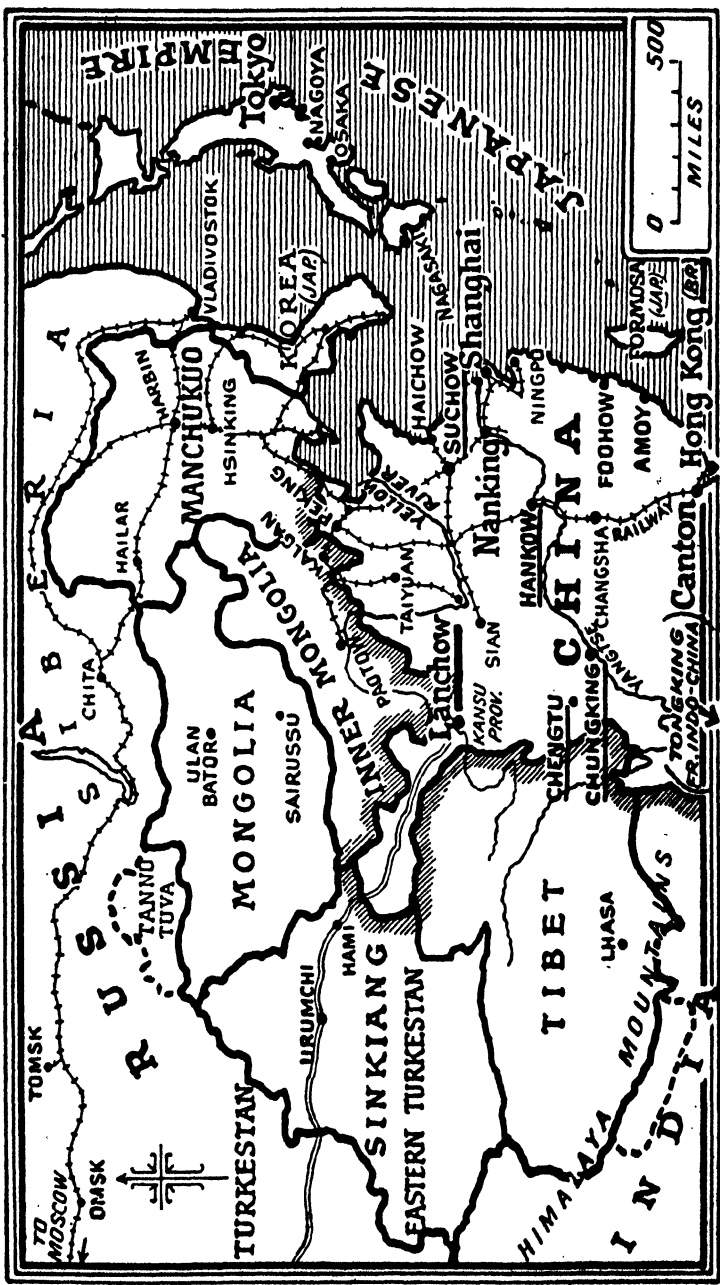 TO
MOSCOW
OMSK
TOMSK
RUSSIA
SIBERIA
CHITA
TANNU
TUVA
TURKESTAN
ULAN
BATOR
MONGOLIA
SAIRUSSU
HAILAR
HARBIN
MANCHUKUO
HSINKING
VLADIVOSTOK
JAPANESE
EMPIRE
Tokyo
NAGOYA
OSAKA
NAGASAKI
KOREA
(JAP.)
URUMCHI
HAMI
SINKIANG
EASTERN TURKESTAN
INNER MONGOLIA
KALGAN
PEKING
PAOTOW
TAIYUAN
YELLOW
RIVER
HAICHOW
SUCHOW
Shanghai
Nanking
NINGPO
Lanchow
KANSU
PROV.
SIAN
HANKOW
CHINA
CHENGTU
CHUNGKING
YANGTSE
CHANGSHA
RAILWAY
FOOHOW
AMOY
FORMOSA
(JAP.)
Canton
Hong Kong (BR.)
(TONGKING)
FR. INDO-CHINA
TIBET
LHASA
HIMALAYA MOUNTAINS
INDIA
0 500
MILES